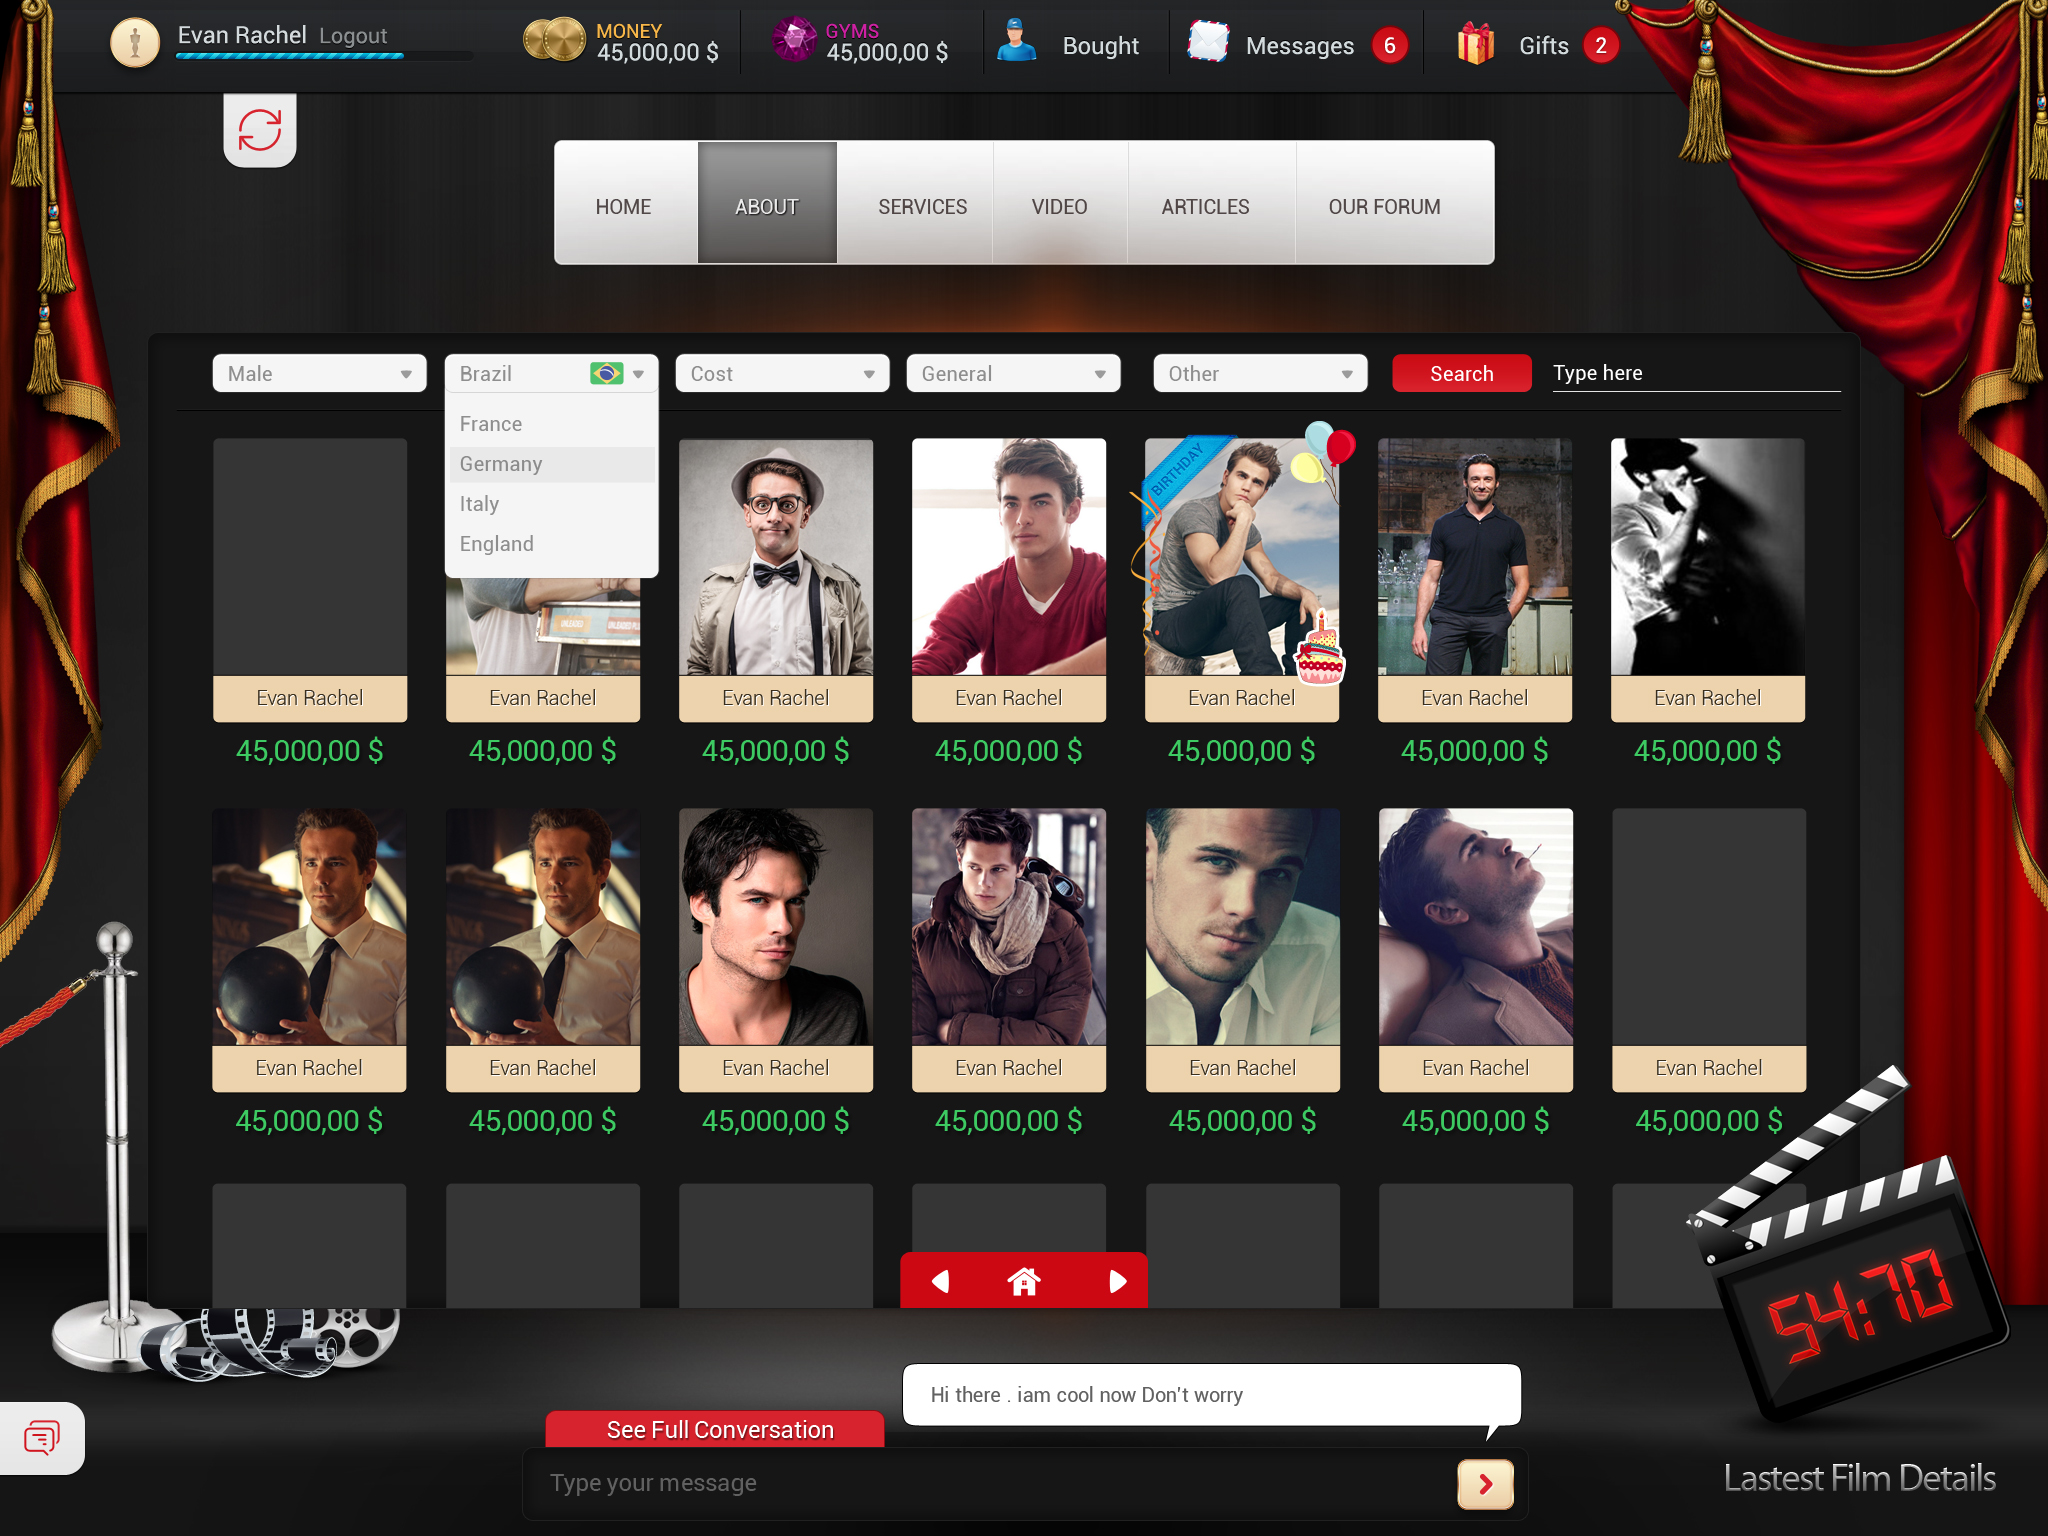 Evan Rachel Logout
MONEY
45,000,00 $
GYMS
45,000,00 $
Bought
Messages 6
Gifts 2
HOME ABOUT SERVICES VIDEO ARTICLES OUR FORUM
Male Brazil Cost General Other Search Type here
France
Germany
Italy
England
BIRTHDAY
UNLEADED
Evan Rachel Evan Rachel Evan Rachel Evan Rachel Evan Rachel Evan Rachel Evan Rachel
45,000,00 $ 45,000,00 $ 45,000,00 $ 45,000,00 $ 45,000,00 $ 45,000,00 $ 45,000,00 $
Evan Rachel Evan Rachel Evan Rachel Evan Rachel Evan Rachel Evan Rachel Evan Rachel
45,000,00 $ 45,000,00 $ 45,000,00 $ 45,000,00 $ 45,000,00 $ 45,000,00 $ 45,000,00 $
54:70
Hi there . iam cool now Don't worry
See Full Conversation
Type your message
Lastest Film Details